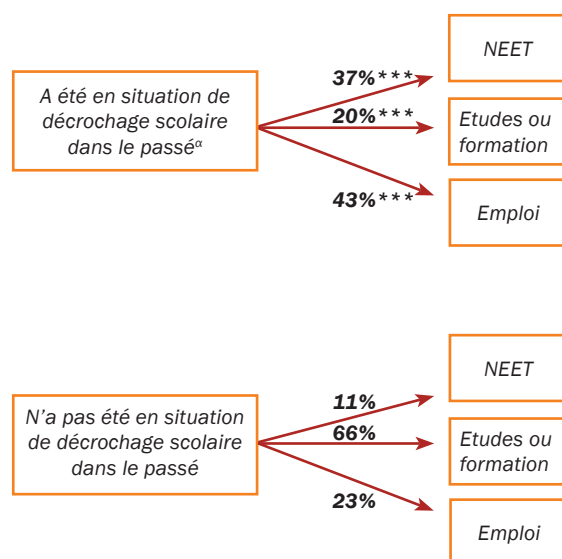 NEET
37%***
A été en situation de
décrochage scolaire
dans le passéᵅ
20%***
Etudes ou
formation
43%***
Emploi
NEET
11%
N'a pas été en situation
de décrochage scolaire
dans le passé
66%
Etudes ou
formation
23%
Emploi